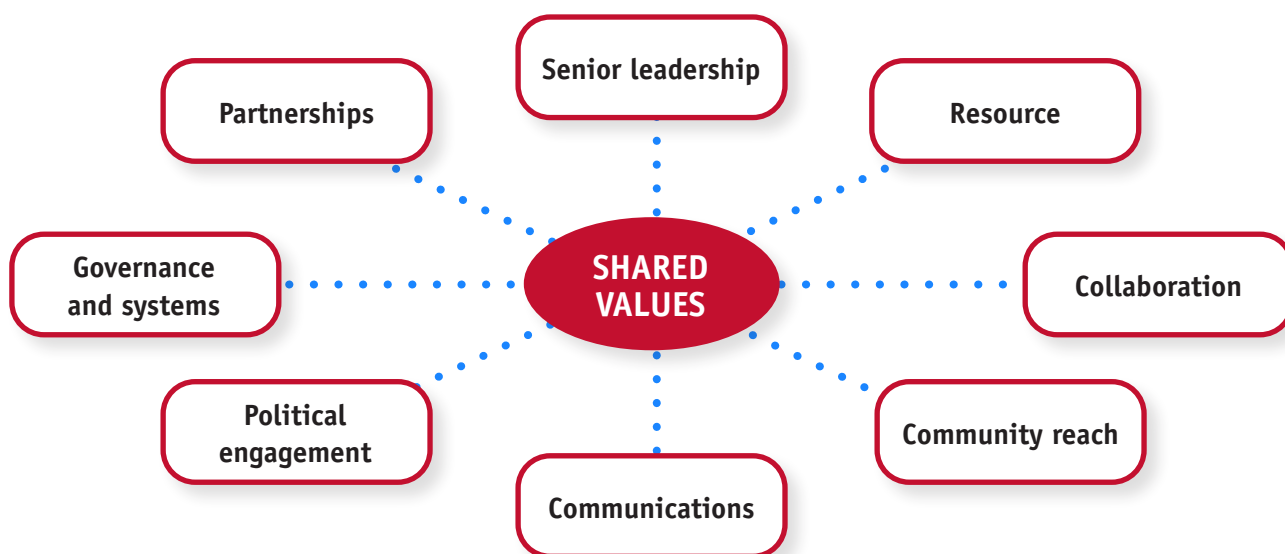 Senior leadership
Partnerships
Resource
Governance
and systems
SHARED
VALUES
Collaboration
Political
engagement
Community reach
Communications